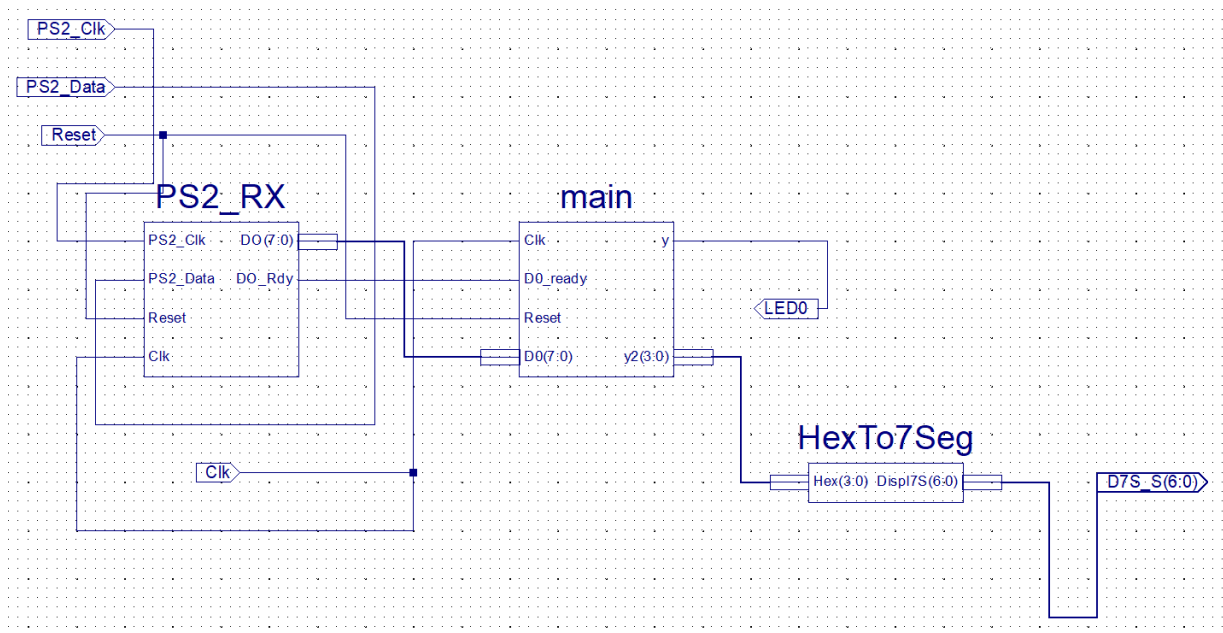 PS2_Clk
PS2_Data
Reset
PS2_RX
PS2_Clk DO(7:0)
PS2_Data DO_Rdy
Reset
Clk
main
Clk y
D0_ready
Reset
D0(7:0) y2(3:0)
LED0
HexTo7Seg
Hex(3:0) Displ7S(6:0)
D7S_S(6:0)
Clk